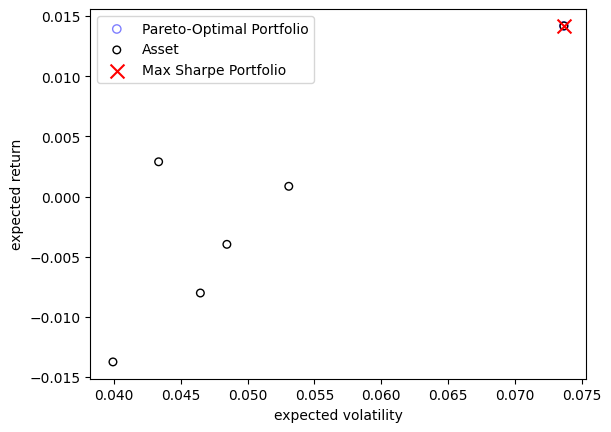 0.015
0.010
0.005
0.000
−0.005
−0.010
−0.015
expected return
Pareto-Optimal Portfolio
Asset
Max Sharpe Portfolio
0.040 0.045 0.050 0.055 0.060 0.065 0.070 0.075
expected volatility